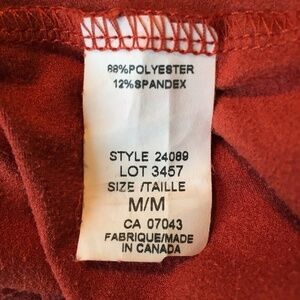 88%POLYESTER
12%SPANDEX
STYLE 24089
LOT 3457
SIZE /TAILLE
M/M
CA 07043
FABRIQUE/MADE
IN CANADA